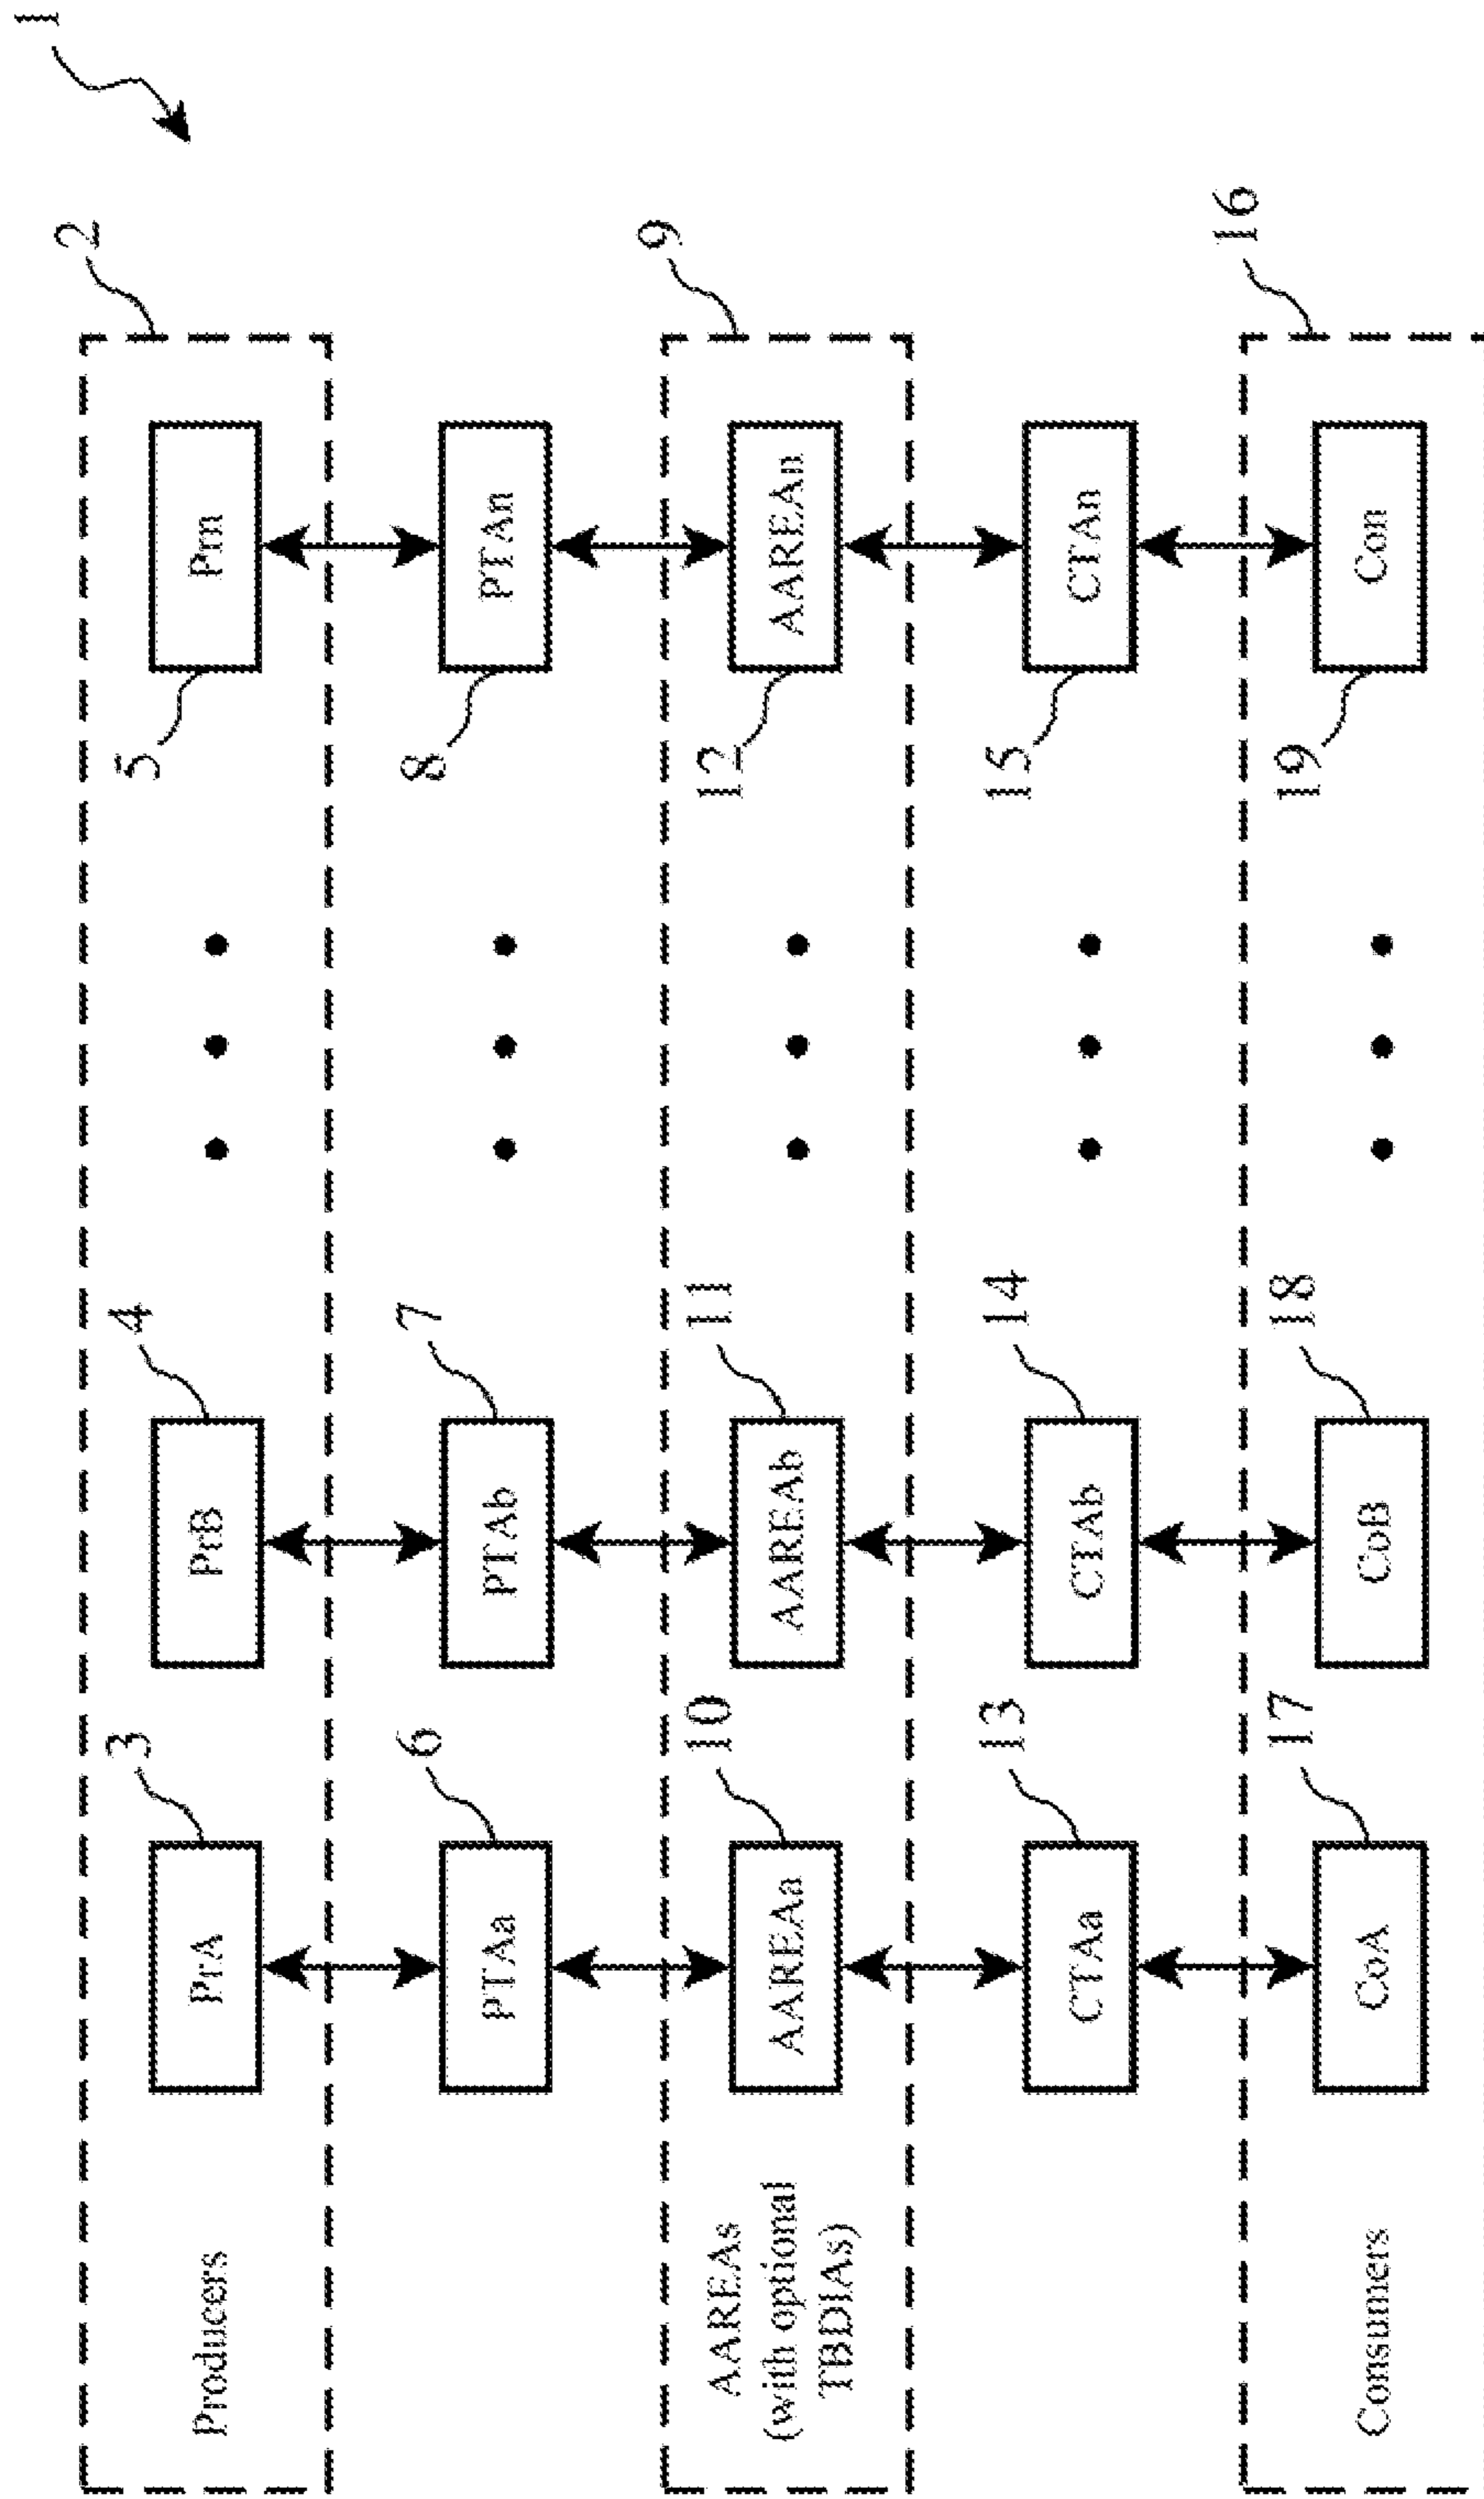 1
2
Producers
PrA
3
PrB
4
Prn
5
PTAa
6
PTAb
7
PTAn
8
9
AAREAs
(with optional
TBDIAs)
AAREAa
10
AAREAb
11
AAREAn
12
CTAa
13
CTAb
14
CTAn
15
16
Consumers
CoA
17
CoB
18
Con
19